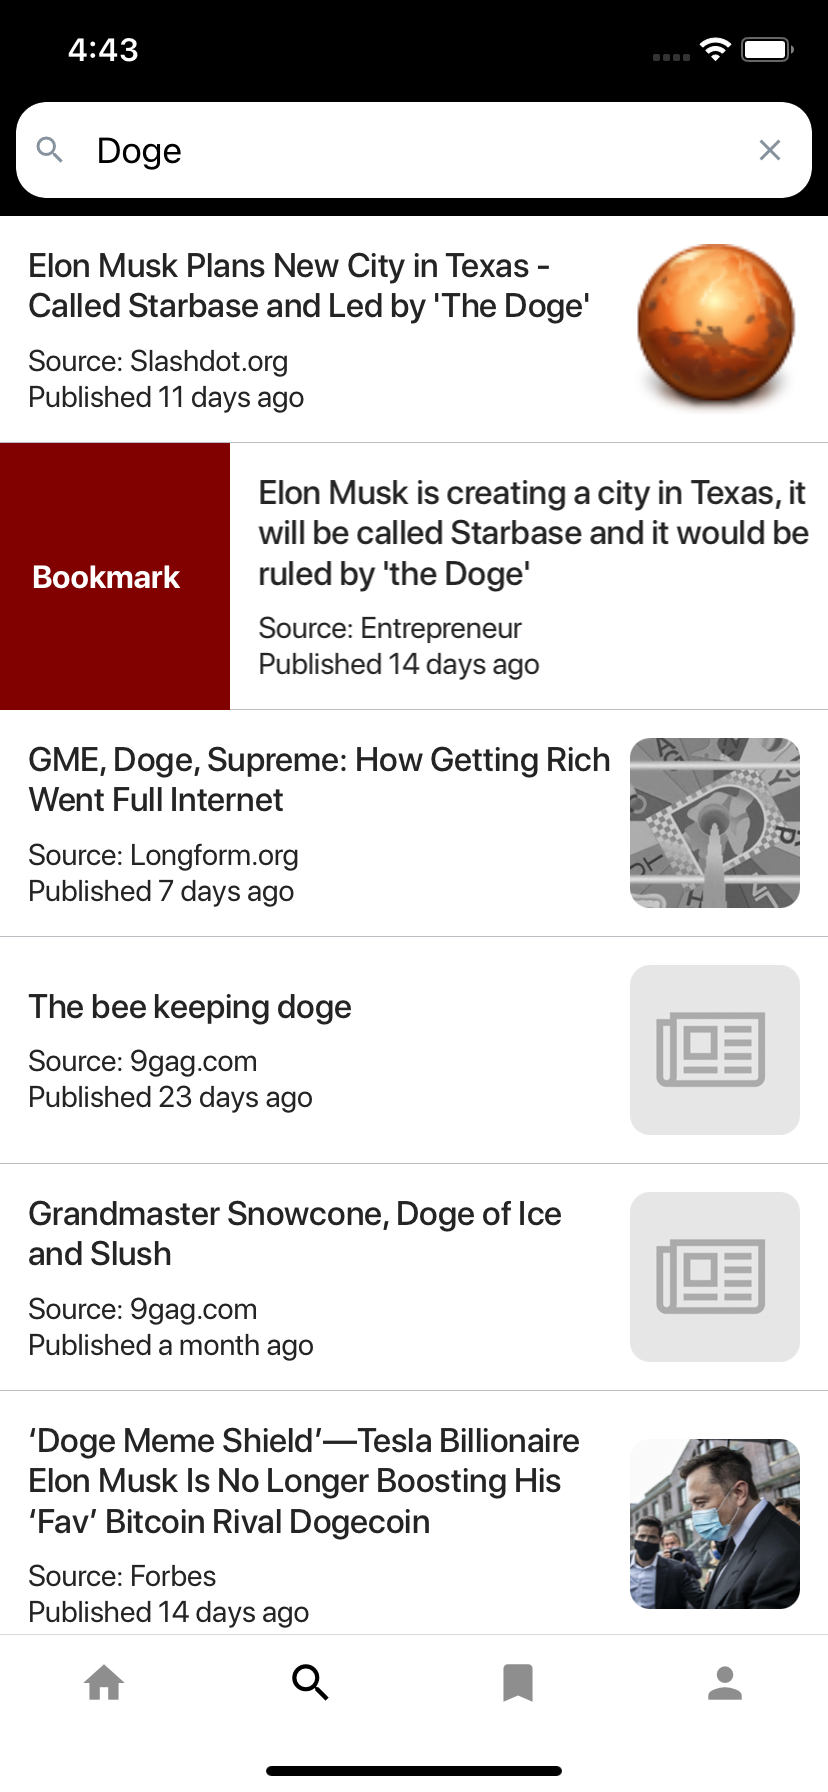 4:43
Doge
Elon Musk Plans New City in Texas -
Called Starbase and Led by 'The Doge'
Source: Slashdot.org
Published 11 days ago
Bookmark
Elon Musk is creating a city in Texas, it
will be called Starbase and it would be
ruled by 'the Doge'
Source: Entrepreneur
Published 14 days ago
GME, Doge, Supreme: How Getting Rich
Went Full Internet
Source: Longform.org
Published 7 days ago
The bee keeping doge
Source: 9gag.com
Published 23 days ago
Grandmaster Snowcone, Doge of Ice
and Slush
Source: 9gag.com
Published a month ago
‘Doge Meme Shield’—Tesla Billionaire
Elon Musk Is No Longer Boosting His
‘Fav’ Bitcoin Rival Dogecoin
Source: Forbes
Published 14 days ago